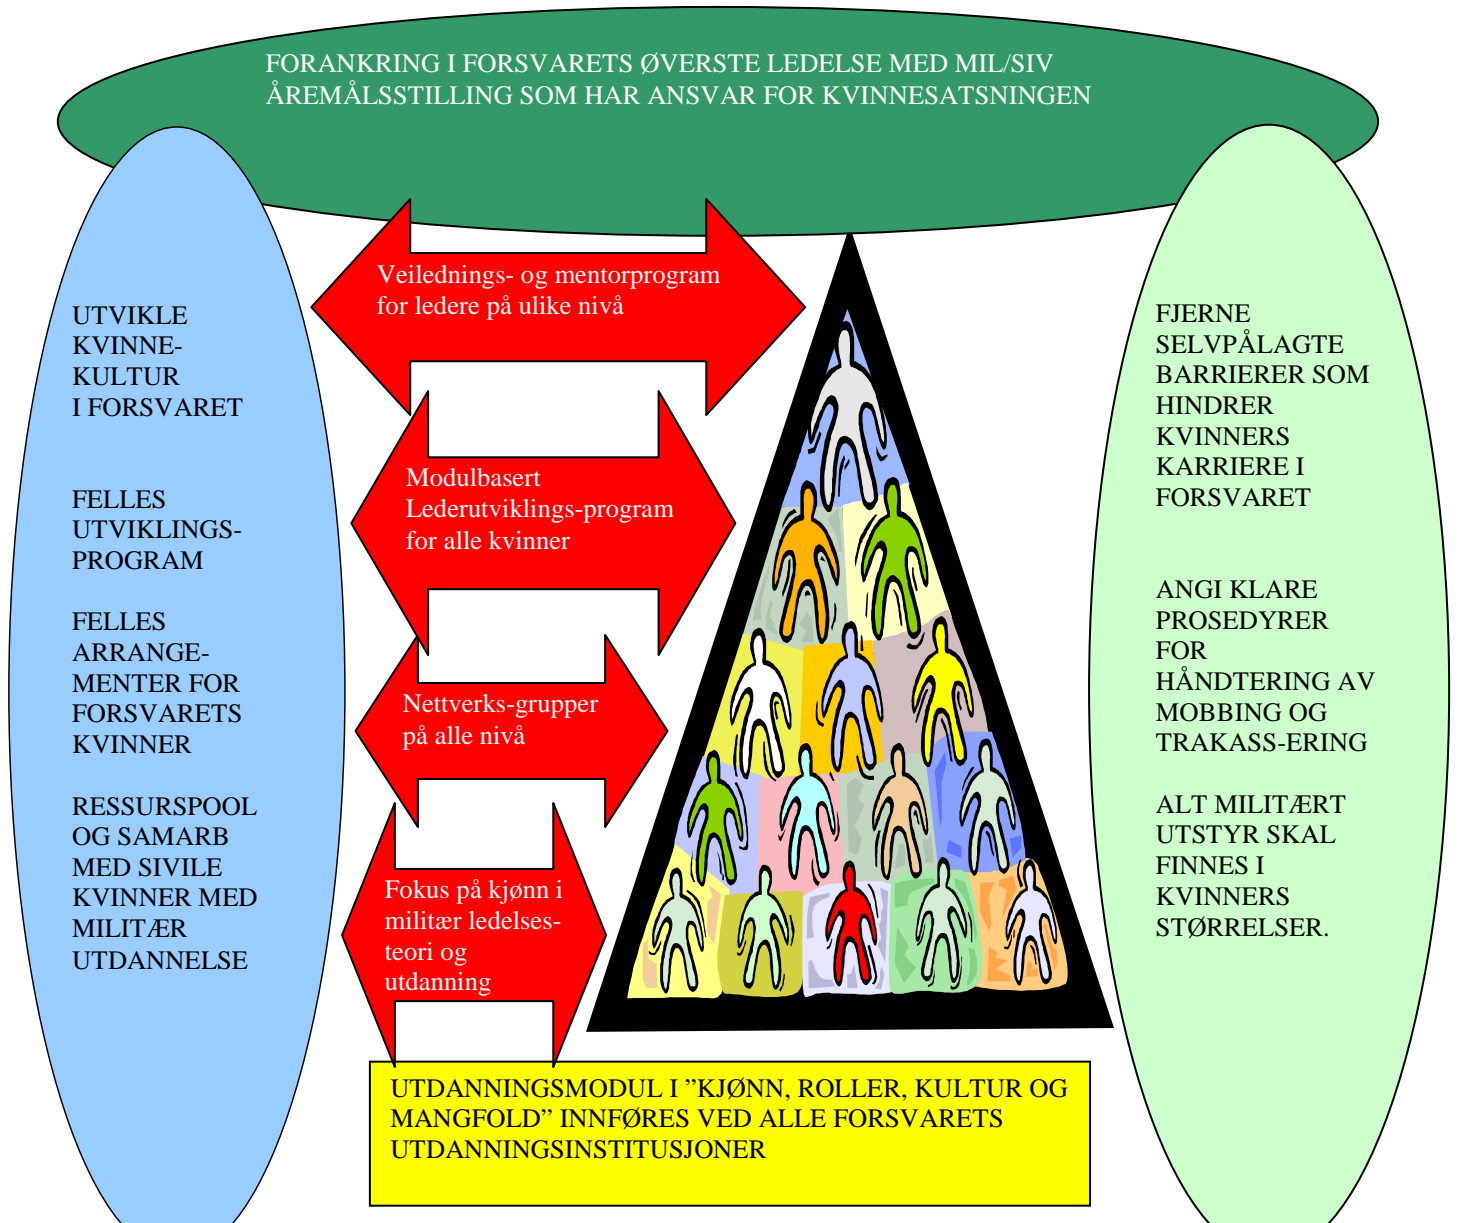 FORANKRING I FORSVARETS ØVERSTE LEDELSE MED MIL/SIV
ÅREMÅLSSTILLING SOM HAR ANSVAR FOR KVINNESATSNINGEN
UTVIKLE
KVINNE-
KULTUR
I FORSVARET
FELLES
UTVIKLINGS-
PROGRAM
FELLES
ARRANGE-
MENTER FOR
FORSVARETS
KVINNER
RESSURSPOOL
OG SAMARB
MED SIVILE
KVINNER MED
MILITÆR
UTDANNELSE
Veilednings- og mentorprogram
for ledere på ulike nivå
Modulbasert
Lederutviklings-program
for alle kvinner
Nettverks-grupper
på alle nivå
Fokus på kjønn i
militær ledelses-
teori og
utdanning
FJERNE
SELVPÅLAGTE
BARRIERER SOM
HINDRER
KVINNERS
KARRIERE I
FORSVARET
ANGI KLARE
PROSEDYRER
FOR
HÅNDTERING AV
MOBBING OG
TRAKASS-ERING
ALT MILITÆRT
UTSTYR SKAL
FINNES I
KVINNERS
STØRRELSER.
UTDANNINGSMODUL I ”KJØNN, ROLLER, KULTUR OG
MANGFOLD” INNFØRES VED ALLE FORSVARETS
UTDANNINGSINSTITUSJONER